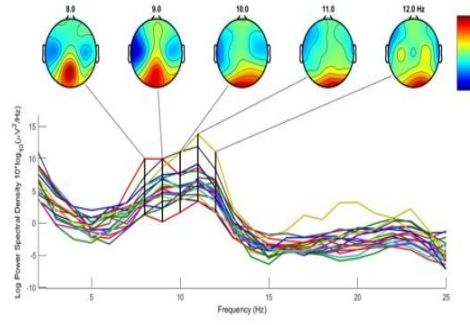 8.0 9.0 10.0 11.0 12.0 Hz
Log Power Spectral Density 10*log₁₀(μV²/Hz)
15
10
5
0
-5
-10
5 10 15 20 25
Frequency (Hz)